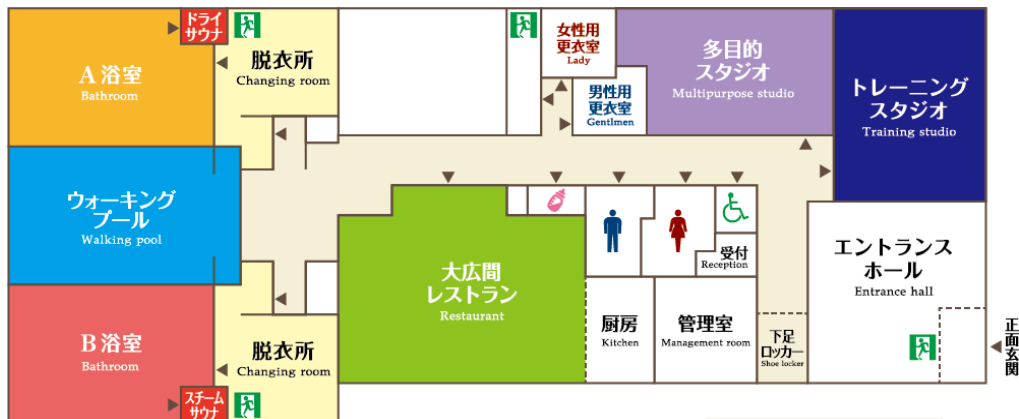 ドライ
サウナ
脱衣所
Changing room
A浴室
Bathroom
女性用
更衣室
Lady
男性用
更衣室
Gentlmen
多目的
スタジオ
Multipurpose studio
トレーニング
スタジオ
Training studio
ウォーキング
プール
Walking pool
大広間
レストラン
Restaurant
受付
Reception
エントランス
ホール
Entrance hall
厨房
Kitchen
管理室
Management room
下足
ロッカー
Shoe locker
正面玄関
B浴室
Bathroom
脱衣所
Changing room
スチーム
サウナ